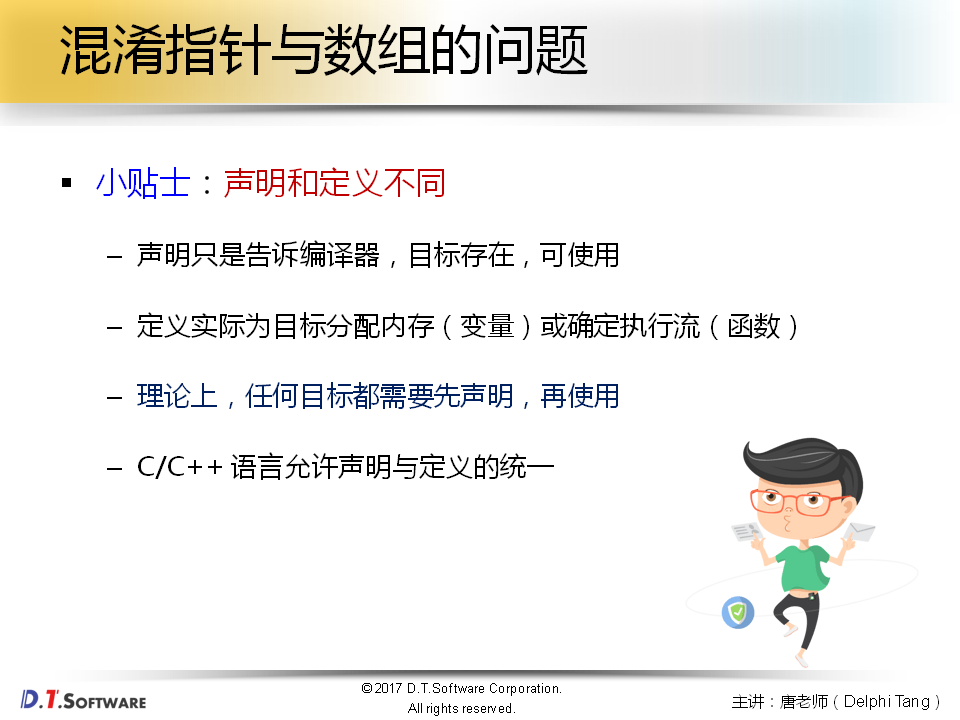 混淆指针与数组的问题
▪ 小贴士：声明和定义不同
– 声明只是告诉编译器，目标存在，可使用
– 定义实际为目标分配内存（变量）或确定执行流（函数）
– 理论上，任何目标都需要先声明，再使用
– C/C++ 语言允许声明与定义的统一
D.T.SOFTWARE
©2017 D.T.Software Corporation.
All rights reserved.
主讲：唐老师（Delphi Tang）